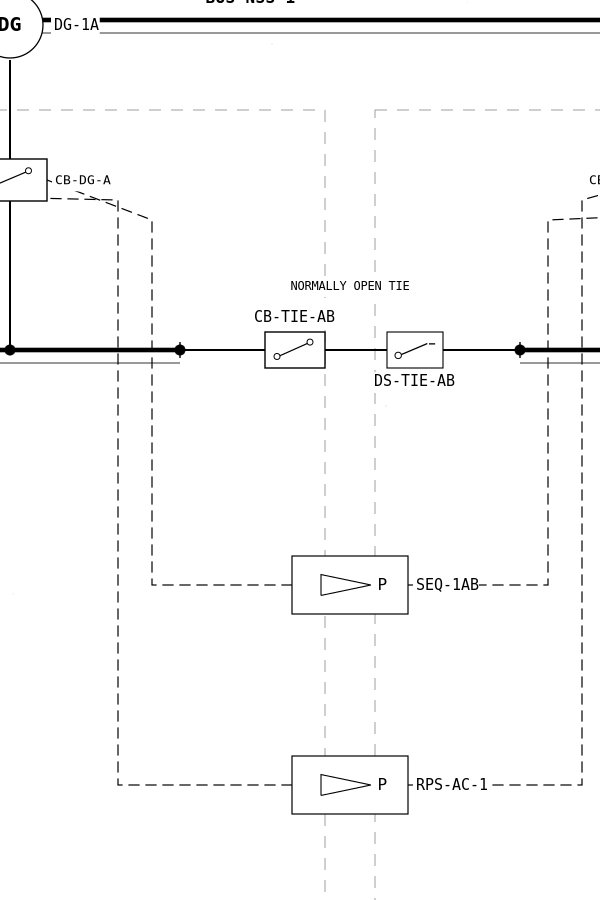 DG
DG-1A
CB-DG-A
NORMALLY OPEN TIE
CB-TIE-AB
DS-TIE-AB
P
SEQ-1AB
P
RPS-AC-1